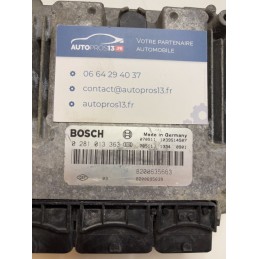 AUTOPROS13.FR
VOTRE PARTENAIRE
AUTOMOBILE
06 64 29 40 37
contact@autopros13.fr
autopros13.fr
BOSCH
Made in Germany
0 281 013 363
8200635663